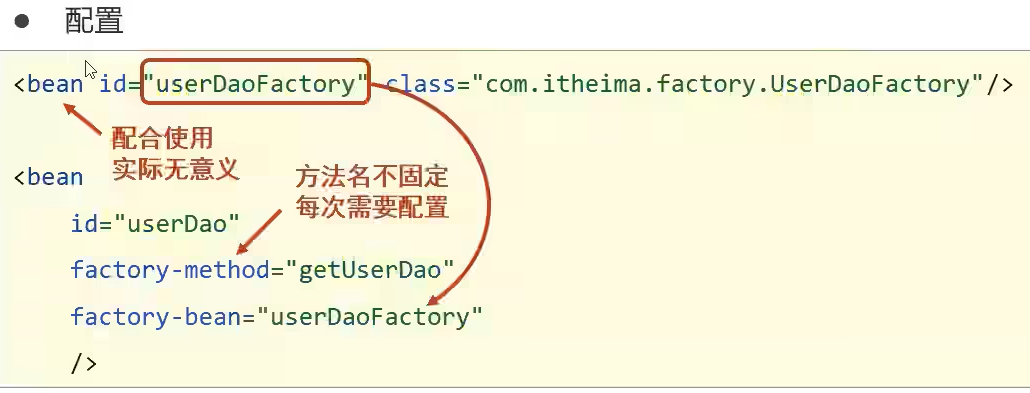 ● 配置
<bean id="userDaoFactory" class="com.itheima.factory.UserDaoFactory"/>
配合使用
实际无意义
<bean
方法名不固定
每次需要配置
id="userDao"
factory-method="getUserDao"
factory-bean="userDaoFactory"
/>